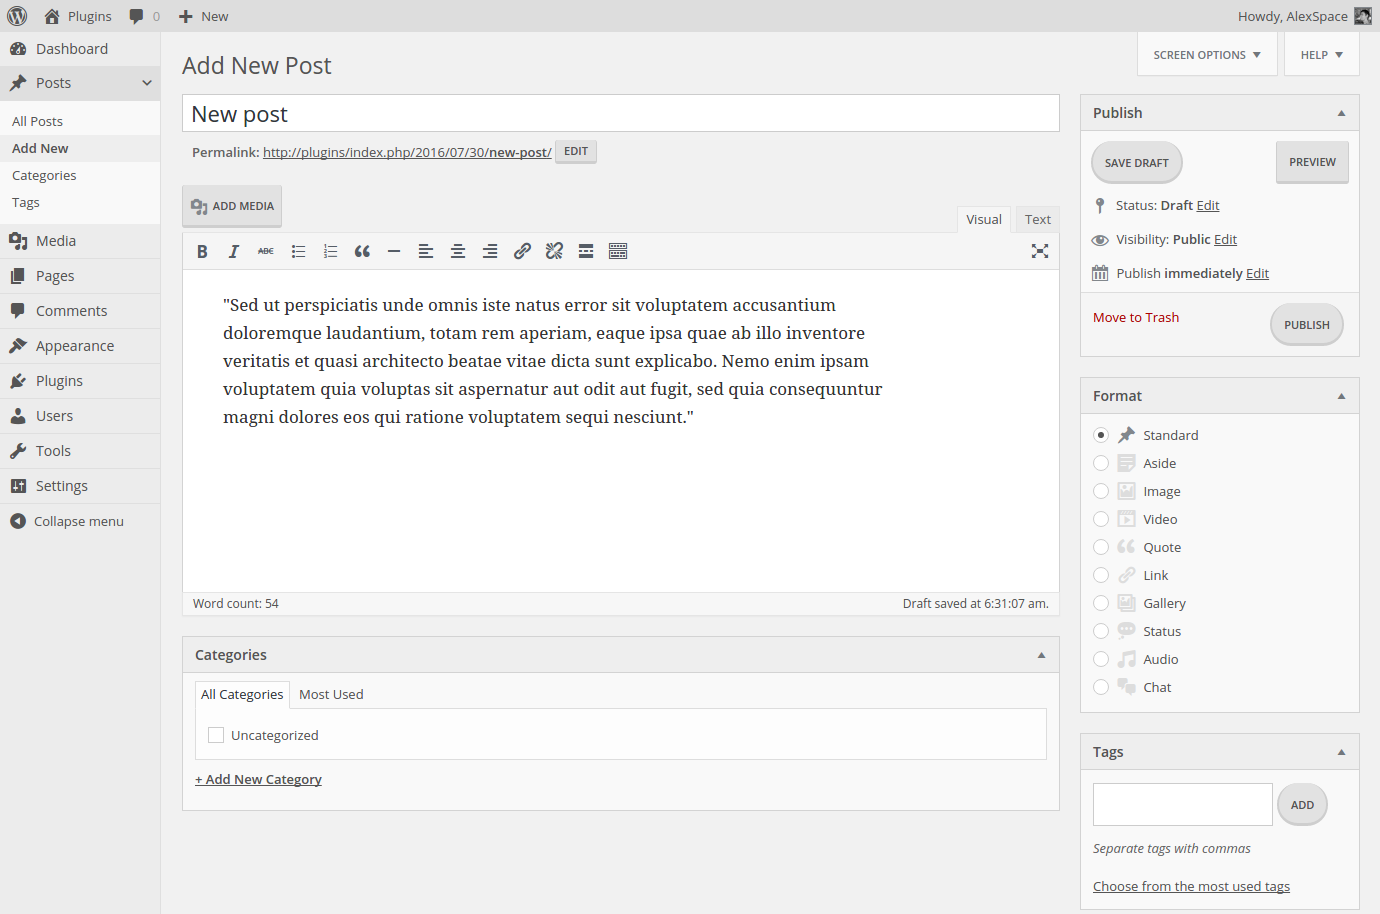 Plugins 0 New Howdy, AlexSpace
Dashboard
Posts
All Posts
Add New
Categories
Tags
Media
Pages
Comments
Appearance
Plugins
Users
Tools
Settings
Collapse menu
SCREEN OPTIONS HELP
Add New Post
New post
Permalink: http://plugins/index.php/2016/07/30/new-post/ EDIT
ADD MEDIA
Visual Text
B I ABC
"Sed ut perspiciatis unde omnis iste natus error sit voluptatem accusantium
doloremque laudantium, totam rem aperiam, eaque ipsa quae ab illo inventore
veritatis et quasi architecto beatae vitae dicta sunt explicabo. Nemo enim ipsam
voluptatem quia voluptas sit aspernatur aut odit aut fugit, sed quia consequuntur
magni dolores eos qui ratione voluptatem sequi nesciunt."
Word count: 54 Draft saved at 6:31:07 am.
Categories
All Categories Most Used
Uncategorized
+ Add New Category
Publish
SAVE DRAFT PREVIEW
Status: Draft Edit
Visibility: Public Edit
Publish immediately Edit
Move to Trash PUBLISH
Format
Standard
Aside
Image
Video
Quote
Link
Gallery
Status
Audio
Chat
Tags
ADD
Separate tags with commas
Choose from the most used tags